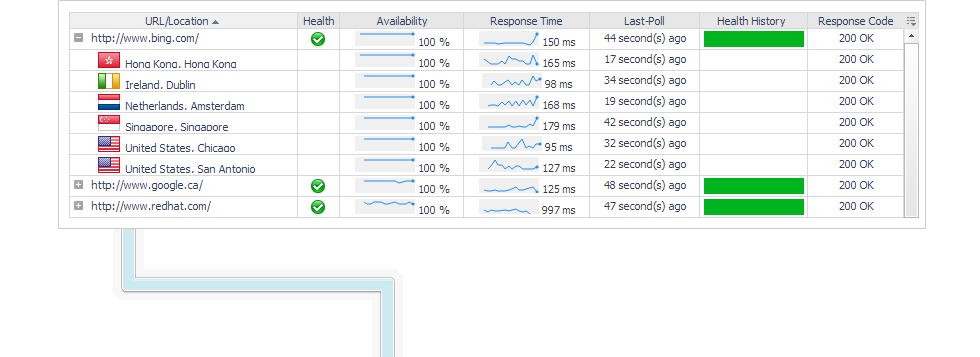 URL/Location Health Availability Response Time Last-Poll Health History Response Code
http://www.bing.com/ 100 % 150 ms 44 second(s) ago 200 OK
Hong Kong, Hong Kong 100 % 165 ms 17 second(s) ago 200 OK
Ireland, Dublin 100 % 98 ms 34 second(s) ago 200 OK
Netherlands, Amsterdam 100 % 168 ms 19 second(s) ago 200 OK
Singapore, Singapore 100 % 179 ms 42 second(s) ago 200 OK
United States, Chicago 100 % 95 ms 32 second(s) ago 200 OK
United States, San Antonio 100 % 127 ms 22 second(s) ago 200 OK
http://www.google.ca/ 100 % 125 ms 48 second(s) ago 200 OK
http://www.redhat.com/ 100 % 997 ms 47 second(s) ago 200 OK